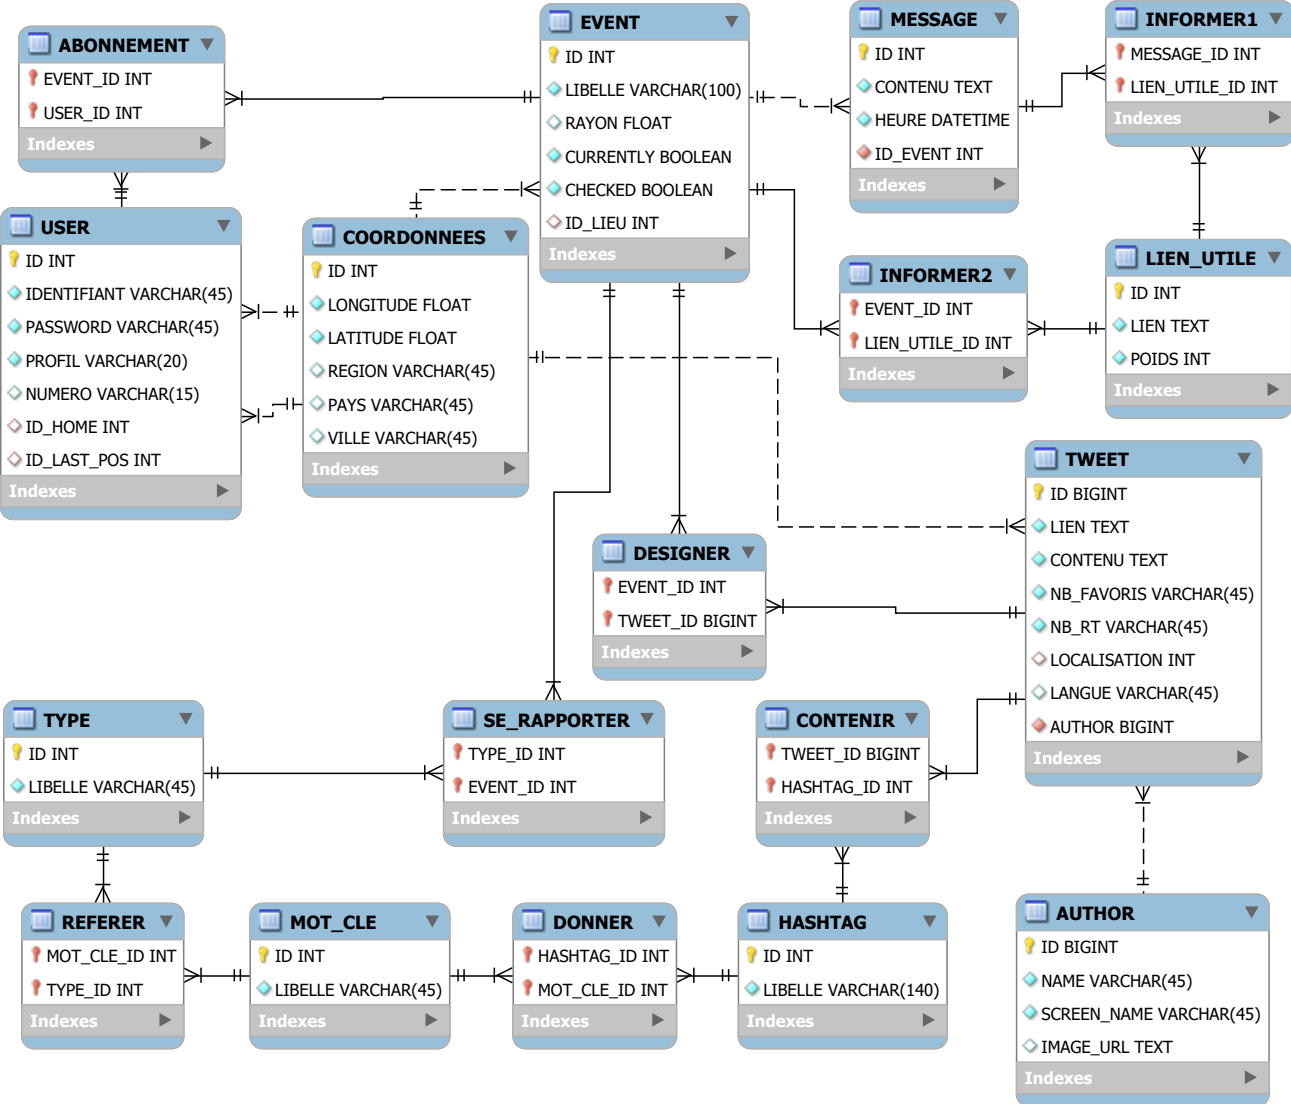 ABONNEMENT
EVENT_ID INT
USER_ID INT
Indexes
EVENT
ID INT
LIBELLE VARCHAR(100)
RAYON FLOAT
CURRENTLY BOOLEAN
CHECKED BOOLEAN
ID_LIEU INT
Indexes
MESSAGE
ID INT
CONTENU TEXT
HEURE DATETIME
ID_EVENT INT
Indexes
INFORMER1
MESSAGE_ID INT
LIEN_UTILE_ID INT
Indexes
USER
ID INT
IDENTIFIANT VARCHAR(45)
PASSWORD VARCHAR(45)
PROFIL VARCHAR(20)
NUMERO VARCHAR(15)
ID_HOME INT
ID_LAST_POS INT
Indexes
COORDONNEES
ID INT
LONGITUDE FLOAT
LATITUDE FLOAT
REGION VARCHAR(45)
PAYS VARCHAR(45)
VILLE VARCHAR(45)
Indexes
INFORMER2
EVENT_ID INT
LIEN_UTILE_ID INT
Indexes
LIEN_UTILE
ID INT
LIEN TEXT
POIDS INT
Indexes
TWEET
ID BIGINT
LIEN TEXT
CONTENU TEXT
NB_FAVORIS VARCHAR(45)
NB_RT VARCHAR(45)
LOCALISATION INT
LANGUE VARCHAR(45)
AUTHOR BIGINT
Indexes
DESIGNER
EVENT_ID INT
TWEET_ID BIGINT
Indexes
TYPE
ID INT
LIBELLE VARCHAR(45)
Indexes
SE_RAPPORTER
TYPE_ID INT
EVENT_ID INT
Indexes
CONTENIR
TWEET_ID BIGINT
HASHTAG_ID INT
Indexes
REFERER
MOT_CLE_ID INT
TYPE_ID INT
Indexes
MOT_CLE
ID INT
LIBELLE VARCHAR(45)
Indexes
DONNER
HASHTAG_ID INT
MOT_CLE_ID INT
Indexes
HASHTAG
ID INT
LIBELLE VARCHAR(140)
Indexes
AUTHOR
ID BIGINT
NAME VARCHAR(45)
SCREEN_NAME VARCHAR(45)
IMAGE_URL TEXT
Indexes